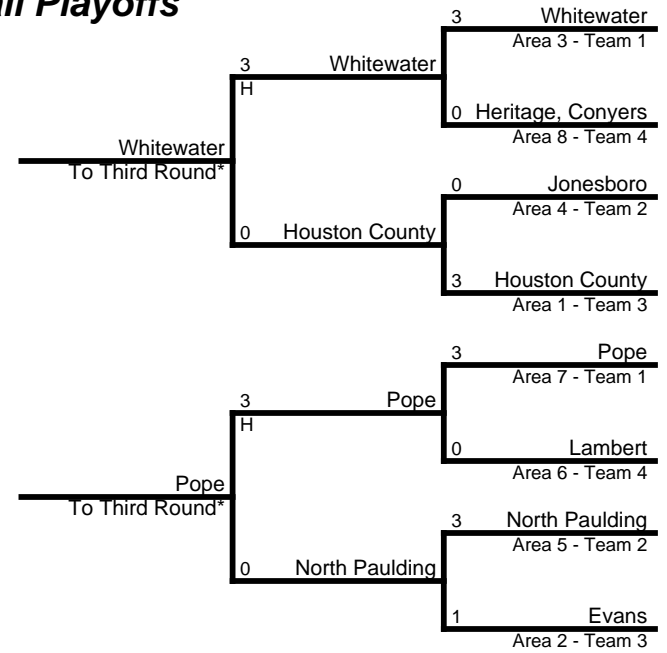 all Playoffs
3 Whitewater
Area 3 - Team 1
3 Whitewater
H
0 Heritage, Conyers
Area 8 - Team 4
Whitewater
To Third Round*
0 Jonesboro
Area 4 - Team 2
0 Houston County
3 Houston County
Area 1 - Team 3
3 Pope
Area 7 - Team 1
3 Pope
H
0 Lambert
Area 6 - Team 4
Pope
To Third Round*
3 North Paulding
Area 5 - Team 2
0 North Paulding
1 Evans
Area 2 - Team 3